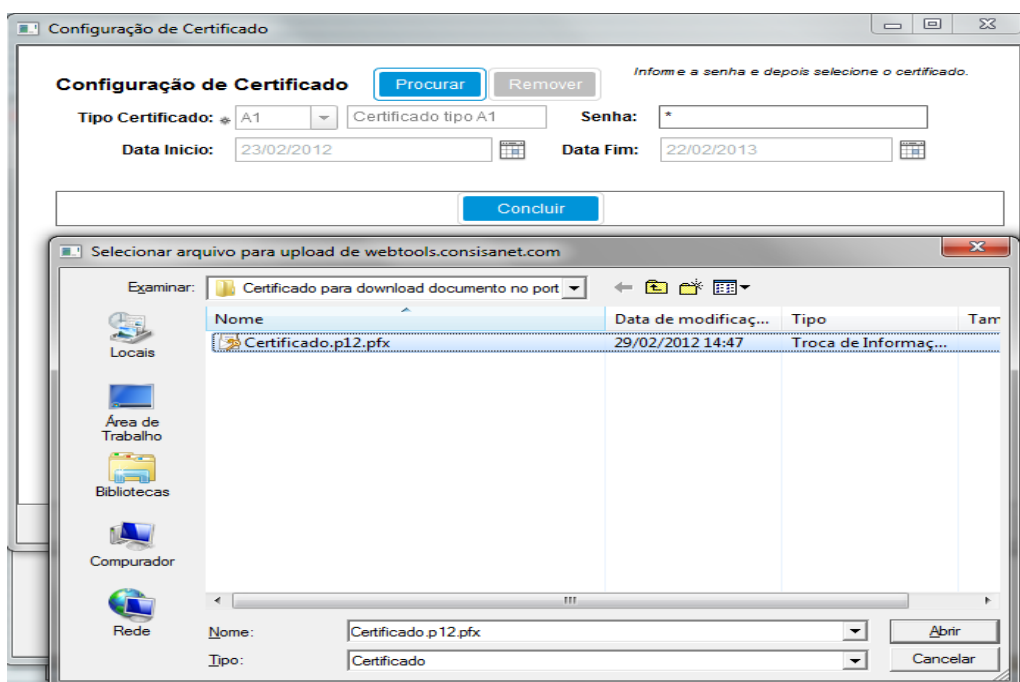 Configuração de Certificado
Informe a senha e depois selecione o certificado.
Configuração de Certificado Procurar Remover
Tipo Certificado: * A1 Certificado tipo A1 Senha: *
Data Inicio: 23/02/2012 Data Fim: 22/02/2013
Concluir
Selecionar arquivo para upload de webtools.consisanet.com
Examinar: Certificado para download documento no port
Nome Data de modificaç... Tipo Tam
Certificado.p12.pfx 29/02/2012 14:47 Troca de Informaç...
Locais
Área de
Trabalho
Bibliotecas
Compurador
Rede
Nome: Certificado.p12.pfx Abrir
Tipo: Certificado Cancelar